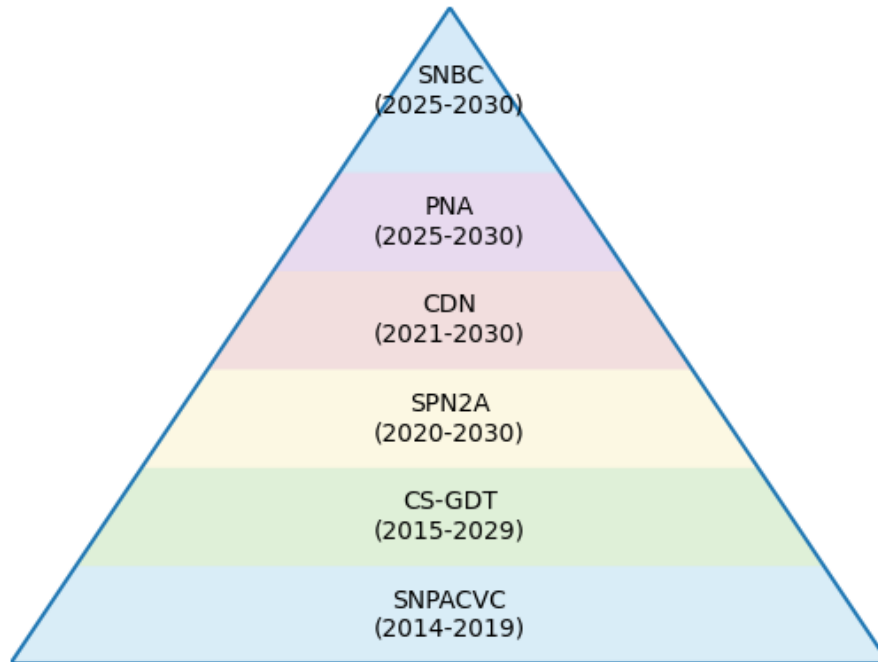 SNBC
(2025-2030)
PNA
(2025-2030)
CDN
(2021-2030)
SPN2A
(2020-2030)
CS-GDT
(2015-2029)
SNPACVC
(2014-2019)